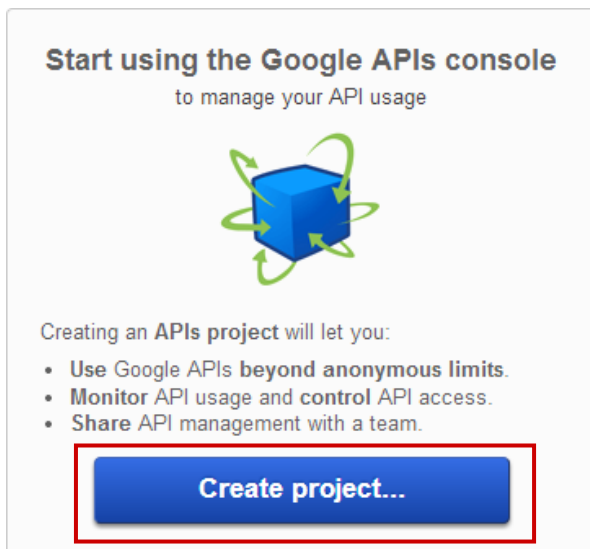 Start using the Google APIs console
to manage your API usage
Creating an APIs project will let you:
• Use Google APIs beyond anonymous limits.
• Monitor API usage and control API access.
• Share API management with a team.
Create project...